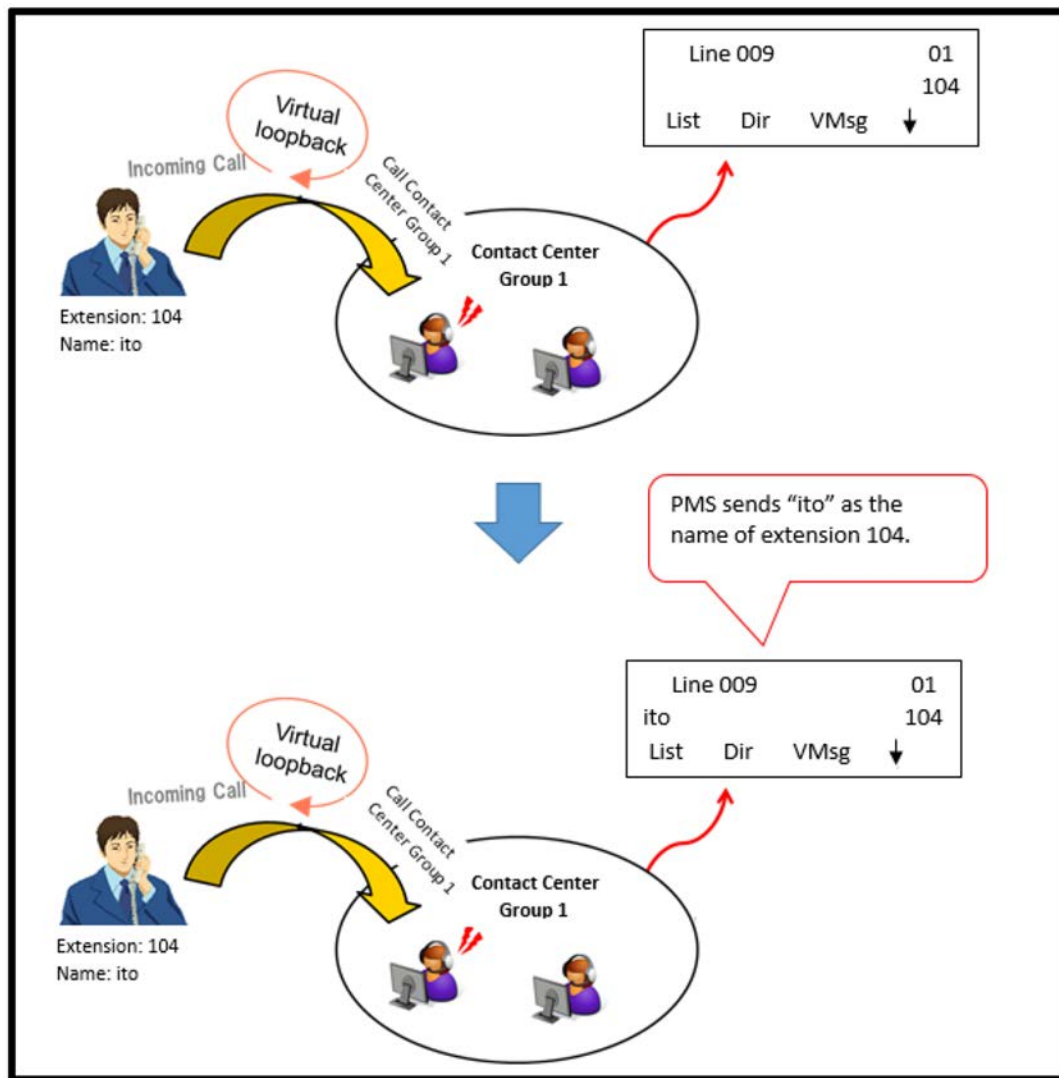 Line 009 01
104
List Dir VMsg ↓
Virtual
loopback
Incoming Call
Call Contact
Center Group 1
Contact Center
Group 1
Extension: 104
Name: ito
PMS sends “ito” as the
name of extension 104.
Line 009 01
ito 104
List Dir VMsg ↓
Virtual
loopback
Incoming Call
Call Contact
Center Group 1
Contact Center
Group 1
Extension: 104
Name: ito